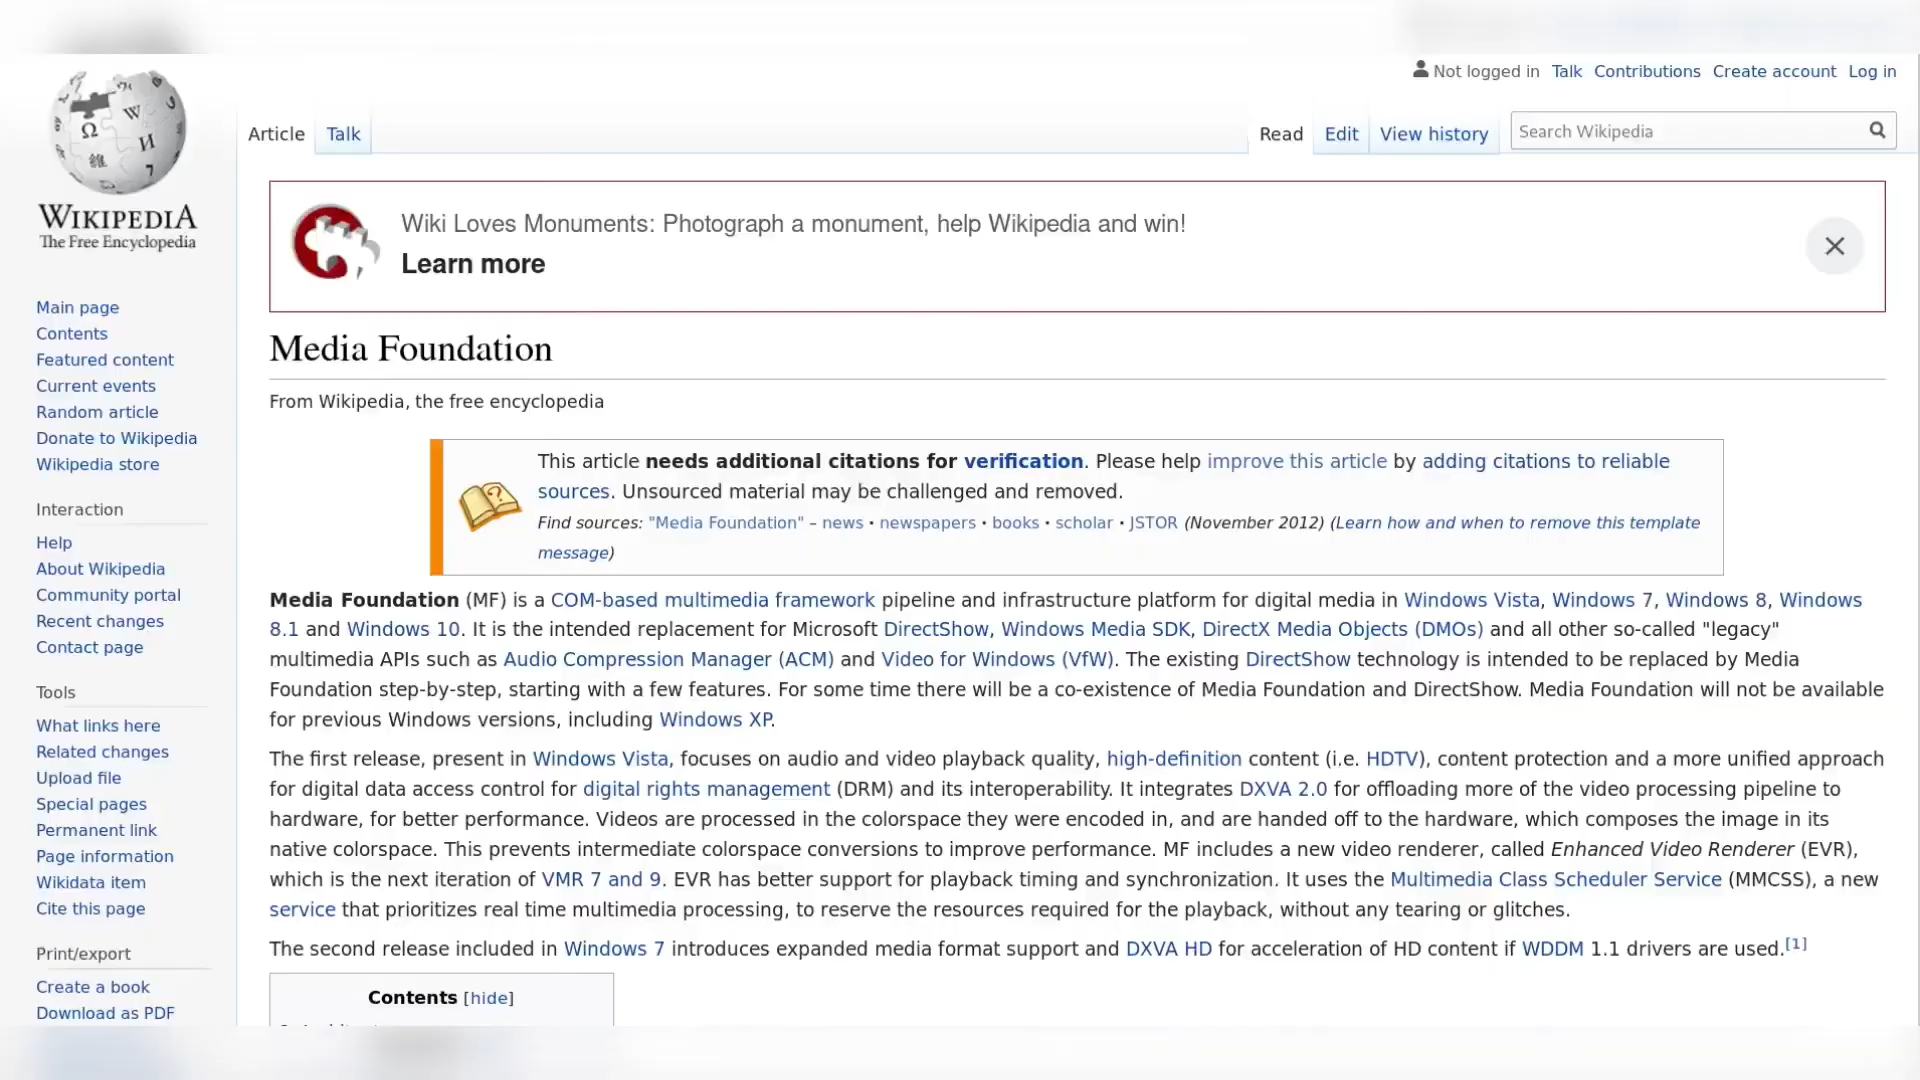 Not logged in Talk Contributions Create account Log in
Article Talk Read Edit View history Search Wikipedia
WIKIPEDIA
The Free Encyclopedia
Main page
Contents
Featured content
Current events
Random article
Donate to Wikipedia
Wikipedia store
Interaction
Help
About Wikipedia
Community portal
Recent changes
Contact page
Tools
What links here
Related changes
Upload file
Special pages
Permanent link
Page information
Wikidata item
Cite this page
Print/export
Create a book
Download as PDF
Wiki Loves Monuments: Photograph a monument, help Wikipedia and win!
Learn more
Media Foundation
From Wikipedia, the free encyclopedia
This article needs additional citations for verification. Please help improve this article by adding citations to reliable
sources. Unsourced material may be challenged and removed.
Find sources: "Media Foundation" – news · newspapers · books · scholar · JSTOR (November 2012) (Learn how and when to remove this template
message)
Media Foundation (MF) is a COM-based multimedia framework pipeline and infrastructure platform for digital media in Windows Vista, Windows 7, Windows 8, Windows
8.1 and Windows 10. It is the intended replacement for Microsoft DirectShow, Windows Media SDK, DirectX Media Objects (DMOs) and all other so-called "legacy"
multimedia APIs such as Audio Compression Manager (ACM) and Video for Windows (VfW). The existing DirectShow technology is intended to be replaced by Media
Foundation step-by-step, starting with a few features. For some time there will be a co-existence of Media Foundation and DirectShow. Media Foundation will not be available
for previous Windows versions, including Windows XP.
The first release, present in Windows Vista, focuses on audio and video playback quality, high-definition content (i.e. HDTV), content protection and a more unified approach
for digital data access control for digital rights management (DRM) and its interoperability. It integrates DXVA 2.0 for offloading more of the video processing pipeline to
hardware, for better performance. Videos are processed in the colorspace they were encoded in, and are handed off to the hardware, which composes the image in its
native colorspace. This prevents intermediate colorspace conversions to improve performance. MF includes a new video renderer, called Enhanced Video Renderer (EVR),
which is the next iteration of VMR 7 and 9. EVR has better support for playback timing and synchronization. It uses the Multimedia Class Scheduler Service (MMCSS), a new
service that prioritizes real time multimedia processing, to reserve the resources required for the playback, without any tearing or glitches.
The second release included in Windows 7 introduces expanded media format support and DXVA HD for acceleration of HD content if WDDM 1.1 drivers are used.[1]
Contents [hide]